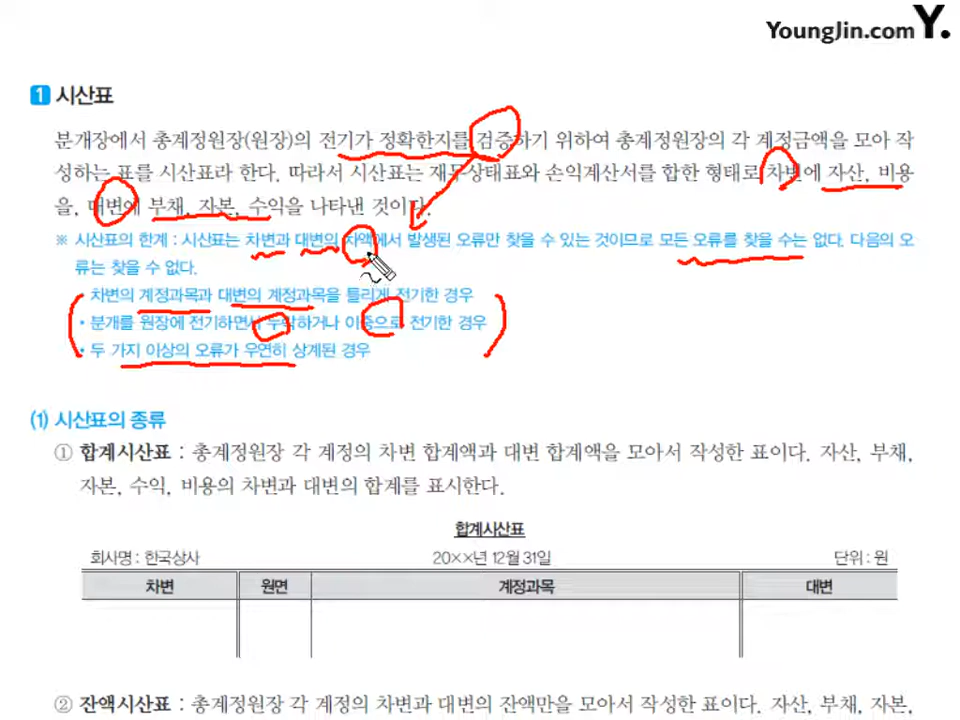 YoungJin.com Y.
1 시산표
분개장에서 총계정원장(원장)의 전기가 정확한지를 검증하기 위하여 총계정원장의 각 계정금액을 모아 작
성하는 표를 시산표라 한다. 따라서 시산표는 재무상태표와 손익계산서를 합한 형태로 차변에 자산, 비용
을, 대변에 부채, 자본, 수익을 나타낸 것이다.
※ 시산표의 한계 : 시산표는 차변과 대변의 차액에서 발생된 오류만 찾을 수 있는 것이므로 모든 오류를 찾을 수는 없다. 다음의 오
류는 찾을 수 없다.
차변의 계정과목과 대변의 계정과목을 틀리게 전기한 경우
• 분개를 원장에 전기하면서 누락하거나 이중으로 전기한 경우
• 두 가지 이상의 오류가 우연히 상계된 경우
(1) 시산표의 종류
① 합계시산표 : 총계정원장 각 계정의 차변 합계액과 대변 합계액을 모아서 작성한 표이다. 자산, 부채,
자본, 수익, 비용의 차변과 대변의 합계를 표시한다.
합계시산표
회사명 : 한국상사 20××년 12월 31일 단위 : 원
차변 원면 계정과목 대변
② 잔액시산표 : 총계정원장 각 계정의 차변과 대변의 잔액만을 모아서 작성한 표이다. 자산, 부채, 자본,